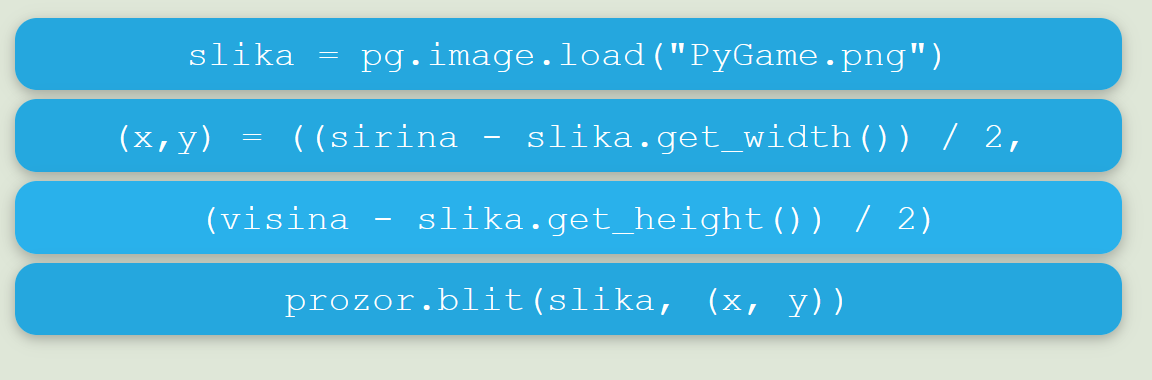 slika = pg.image.load("PyGame.png")
(x,y) = ((sirina - slika.get_width()) / 2,
(visina - slika.get_height()) / 2)
prozor.blit(slika, (x, y))